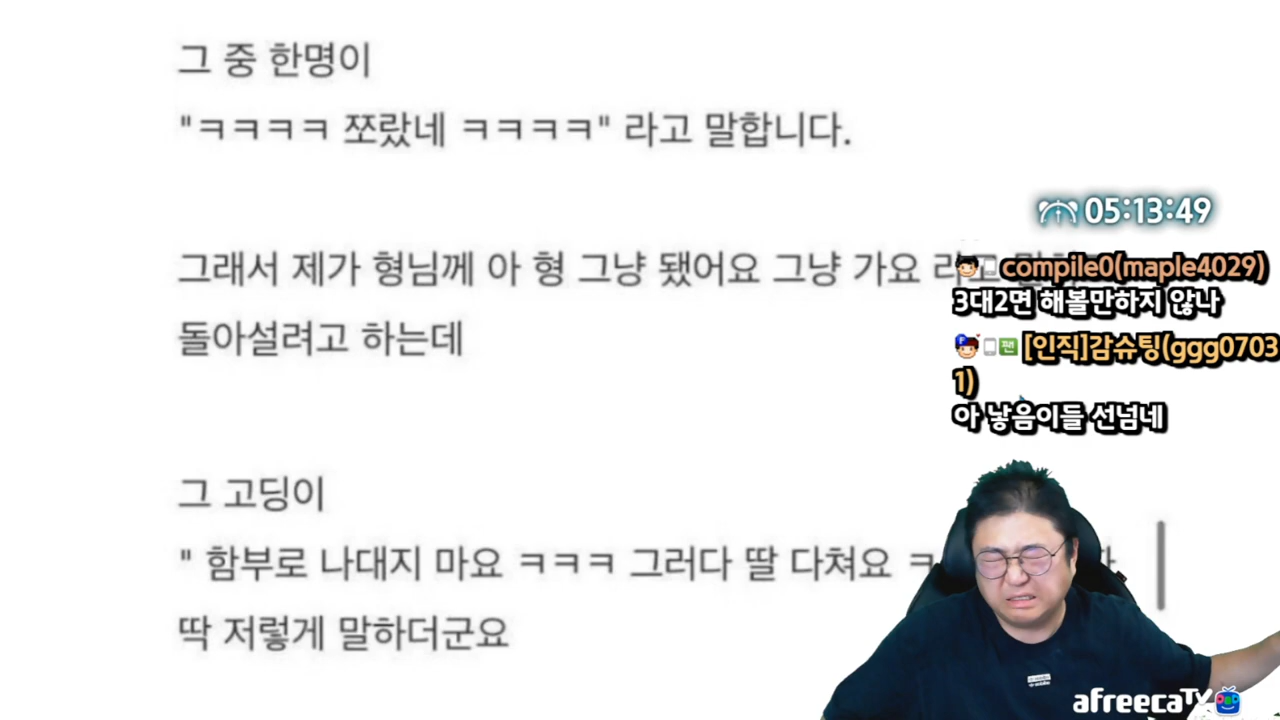 그 중 한명이
"ㅋㅋㅋㅋ 쪼랐네 ㅋㅋㅋㅋ" 라고 말합니다.
그래서 제가 형님께 아 형 그냥 됐어요 그냥 가요
돌아설려고 하는데
그 고딩이
" 함부로 나대지 마요 ㅋㅋㅋ 그러다 딸 다쳐요
딱 저렇게 말하더군요
05:13:49
compile0(maple4029)
3대2면 해볼만하지 않나
[인직]감슈팅(ggg0703
1)
아 낳음이들 선넘네
afreecaTV